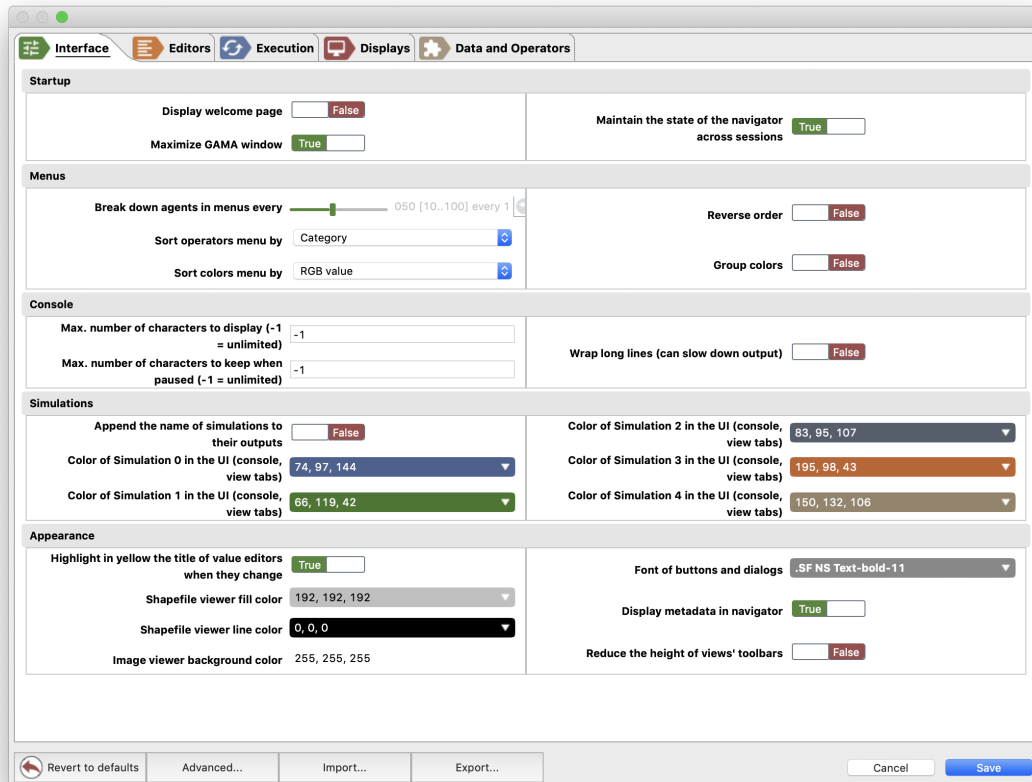 Interface
Editors
Execution
Displays
Data and Operators
Startup
Display welcome page
False
Maximize GAMA window
True
Maintain the state of the navigator
across sessions
True
Menus
Break down agents in menus every
050 [10..100] every 1
Sort operators menu by
Category
Sort colors menu by
RGB value
Reverse order
False
Group colors
False
Console
Max. number of characters to display (-1
= unlimited)
-1
Max. number of characters to keep when
paused (-1 = unlimited)
-1
Wrap long lines (can slow down output)
False
Simulations
Append the name of simulations to
their outputs
False
Color of Simulation 0 in the UI (console,
view tabs)
74, 97, 144
Color of Simulation 1 in the UI (console,
view tabs)
66, 119, 42
Color of Simulation 2 in the UI (console,
view tabs)
83, 95, 107
Color of Simulation 3 in the UI (console,
view tabs)
195, 98, 43
Color of Simulation 4 in the UI (console,
view tabs)
150, 132, 106
Appearance
Highlight in yellow the title of value editors
when they change
True
Shapefile viewer fill color
192, 192, 192
Shapefile viewer line color
0, 0, 0
Image viewer background color
255, 255, 255
Font of buttons and dialogs
.SF NS Text-bold-11
Display metadata in navigator
True
Reduce the height of views' toolbars
False
Revert to defaults
Advanced...
Import...
Export...
Cancel
Save